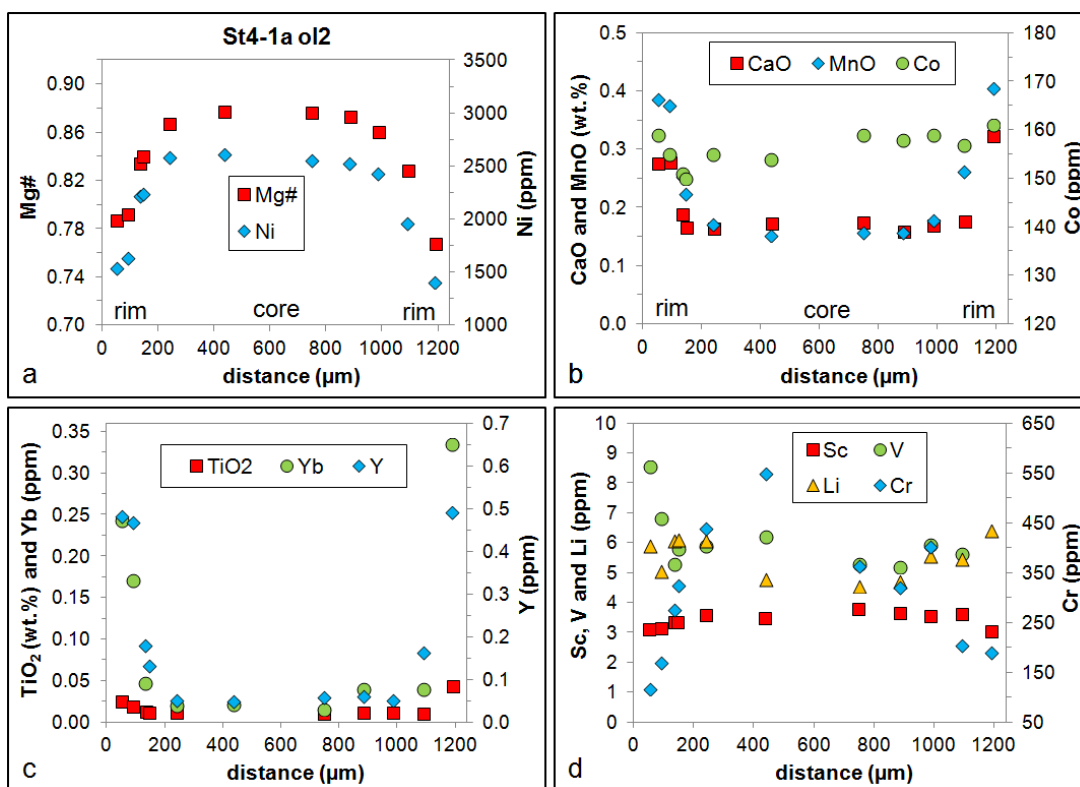 St4-1a ol2
0.90
0.86
0.82
0.78
0.74
0.70
Mg#
3500
3000
2500
2000
1500
1000
Ni (ppm)
Mg#
Ni
rim
core
rim
0 200 400 600 800 1000 1200
distance (µm)
a
0.5
0.4
0.3
0.2
0.1
0.0
CaO and MnO (wt.%)
CaO MnO Co
180
170
160
150
140
130
120
Co (ppm)
rim
core
rim
0 200 400 600 800 1000 1200
distance (µm)
b
0.35
0.30
0.25
0.20
0.15
0.10
0.05
0.00
TiO₂ (wt.%) and Yb (ppm)
TiO2 Yb Y
0.7
0.6
0.5
0.4
0.3
0.2
0.1
0.0
Y (ppm)
0 200 400 600 800 1000 1200
distance (µm)
c
10
9
8
7
6
5
4
3
2
1
0
Sc, V and Li (ppm)
Sc V
Li Cr
650
550
450
350
250
150
50
Cr (ppm)
0 200 400 600 800 1000 1200
distance (µm)
d